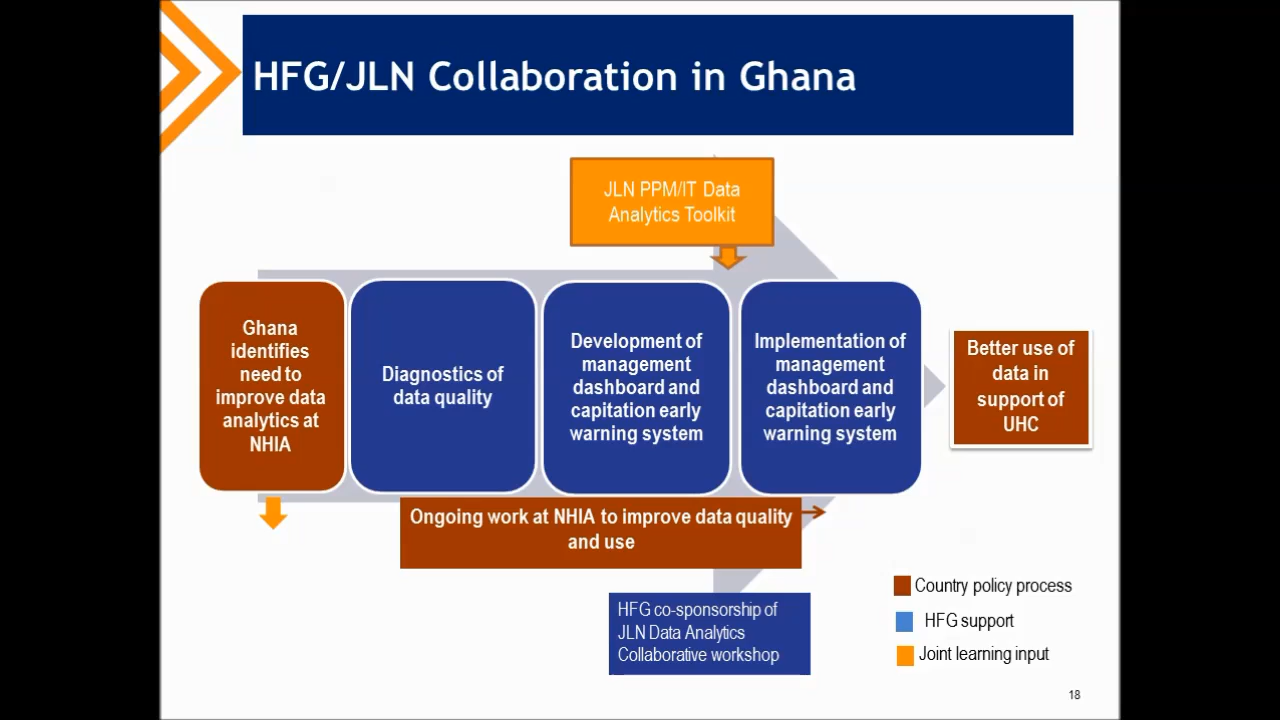 HFG/JLN Collaboration in Ghana
JLN PPM/IT Data
Analytics Toolkit
Ghana
identifies
need to
improve data
analytics at
NHIA
Diagnostics of
data quality
Development of
management
dashboard and
capitation early
warning system
Implementation of
management
dashboard and
capitation early
warning system
Better use of
data in
support of
UHC
Ongoing work at NHIA to improve data quality
and use
HFG co-sponsorship of
JLN Data Analytics
Collaborative workshop
Country policy process
HFG support
Joint learning input
18